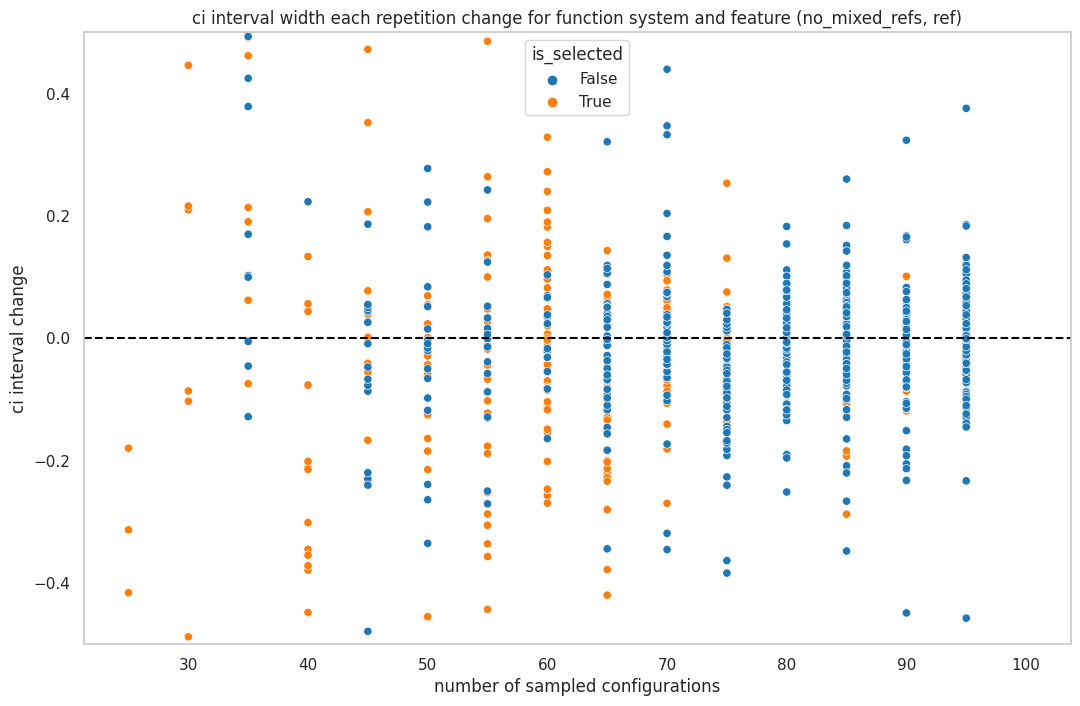 ci interval width each repetition change for function system and feature (no_mixed_refs, ref)
is_selected
False
True
ci interval change
0.4
0.2
0.0
−0.2
−0.4
30 40 50 60 70 80 90 100
number of sampled configurations